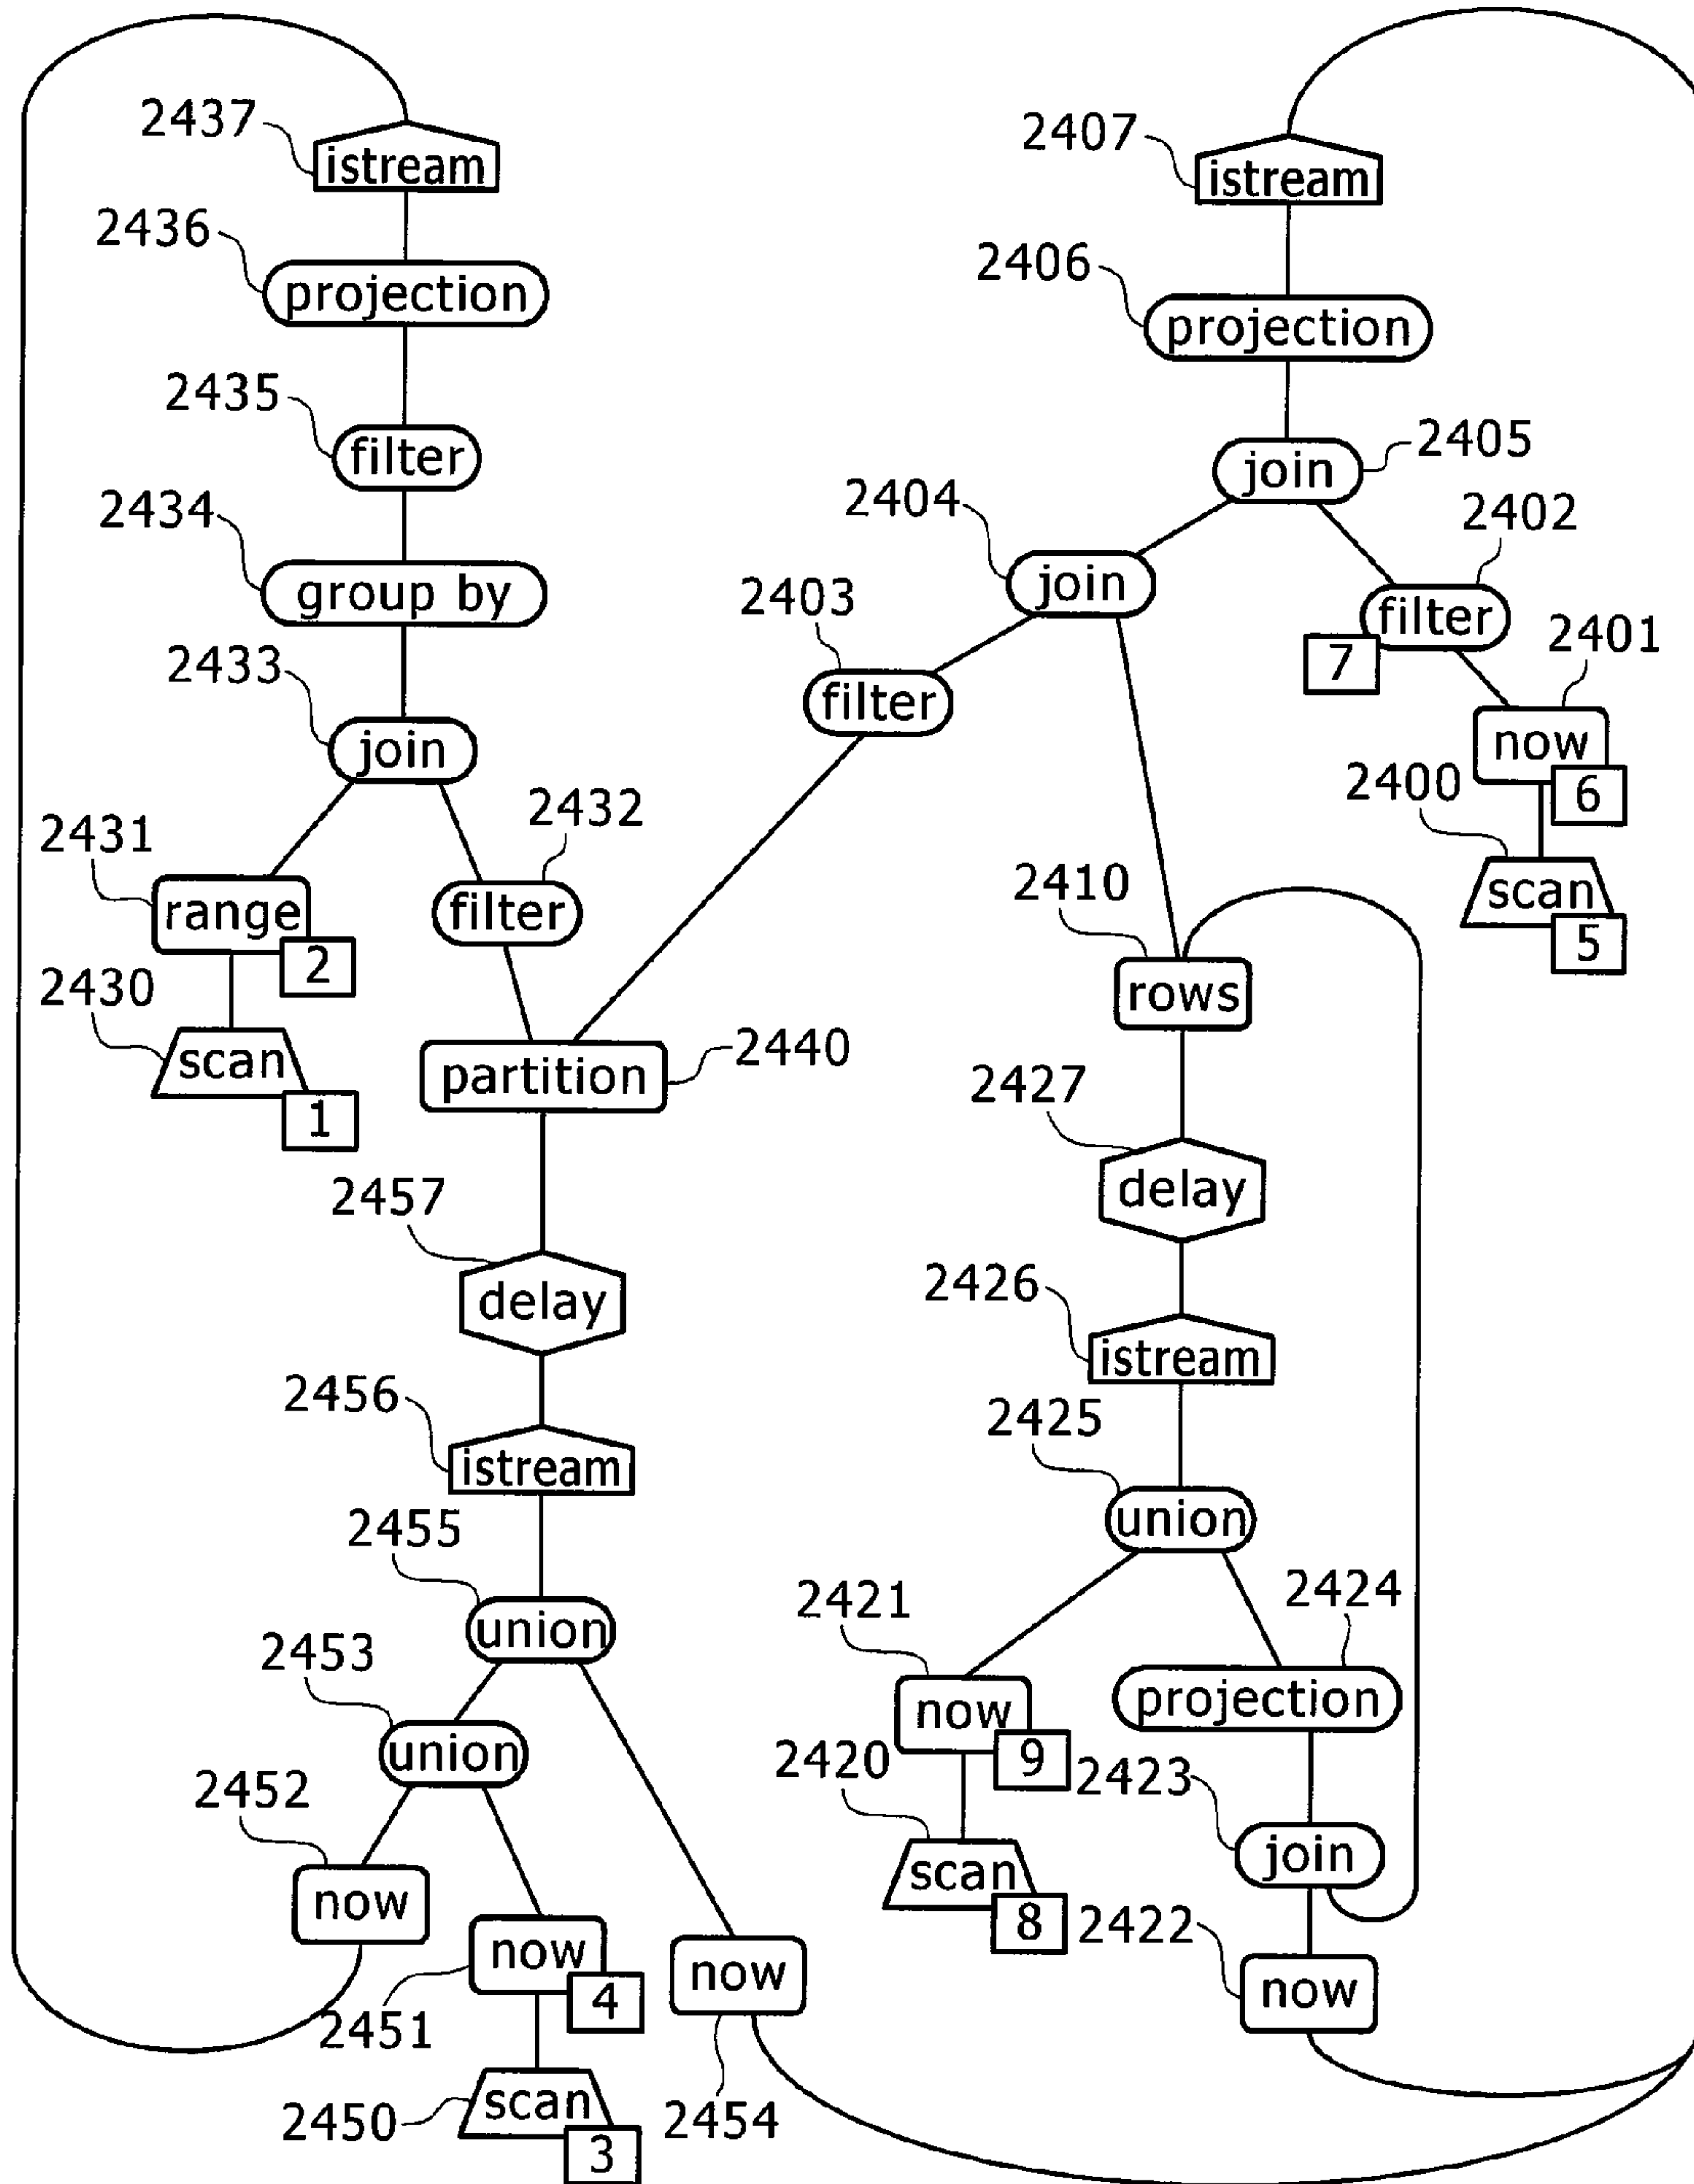 2437
istream
2407
istream
2436
projection
2406
projection
2435
filter
2405
join
2434
group by
2404
join
2402
filter
7
2403
filter
2401
now
6
2433
join
2400
scan
5
2431
range
2
2432
filter
2410
rows
2430
scan
1
partition
2440
2427
delay
2457
delay
2426
istream
2456
istream
2425
union
2455
union
2421
now
9
2424
projection
2453
union
2420
scan
8
2423
join
2452
now
now
4
2451
now
2454
2422
now
2450
scan
3